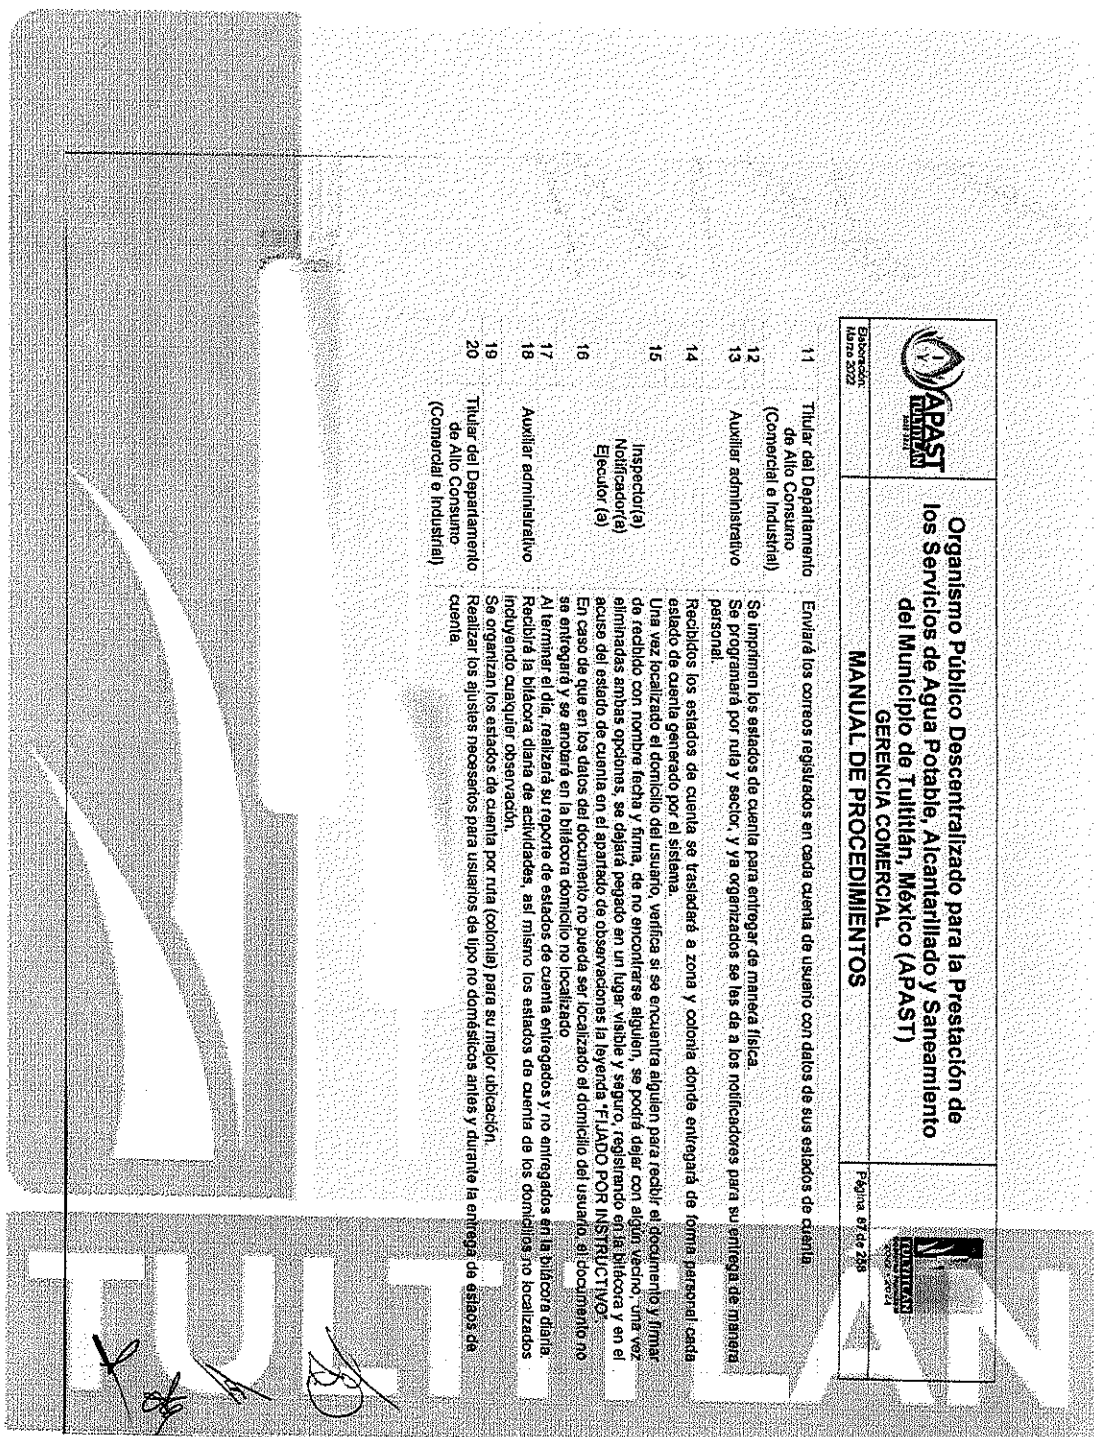 APAST
TULTITLÁN
Organismo Público Descentralizado para la Prestación de
los Servicios de Agua Potable, Alcantarillado y Saneamiento
del Municipio de Tultitlán, México (APAST)
GERENCIA COMERCIAL
MANUAL DE PROCEDIMIENTOS
TULTITLÁN
2022 - 2024
Elaboración:
Marzo 2022
Página 87 de 288
11 Titular del Departamento
de Alto Consumo
(Comercial e Industrial)
Enviará los correos registrados en cada cuenta de usuario con datos de sus estados de cuenta
12 Se imprimen los estados de cuenta para entregar de manera física.
13 Auxiliar administrativo
Se programará por ruta y sector, y ya organizados se les da a los notificadores para su entrega de manera
personal.
14 Recibidos los estados de cuenta se trasladará a zona y colonia donde entregará de forma personal cada
estado de cuenta generado por el sistema.
15 Inspector(a)
Notificador(a)
Ejecutor (a)
Una vez localizado el domicilio del usuario, verifica si se encuentra alguien para recibir el documento y firmar
de recibido con nombre fecha y firma, de no encontrarse alguien, se podrá dejar con algún vecino, una vez
eliminadas ambas opciones, se dejará pegado en un lugar visible y seguro, registrando en la bitácora y en el
acuse del estado de cuenta en el apartado de observaciones la leyenda "FIJADO POR INSTRUCTIVO".
16 En caso de que en los datos del documento no pueda ser localizado el domicilio del usuario, el documento no
se entregará y se anotará en la bitácora domicilio no localizado
17 Al terminar el día, realizará su reporte de estados de cuenta entregados y no entregados en la bitácora diaria.
18 Auxiliar administrativo
Recibirá la bitácora diaria de actividades, así mismo los estados de cuenta de los domicilios no localizados
incluyendo cualquier observación.
19 Se organizan los estados de cuenta por ruta (colonia) para su mejor ubicación.
20 Titular del Departamento
de Alto Consumo
(Comercial e Industrial)
Realizar los ajustes necesarios para usuarios de tipo no domésticos antes y durante la entrega de estaos de
cuenta.
TULTITLAN